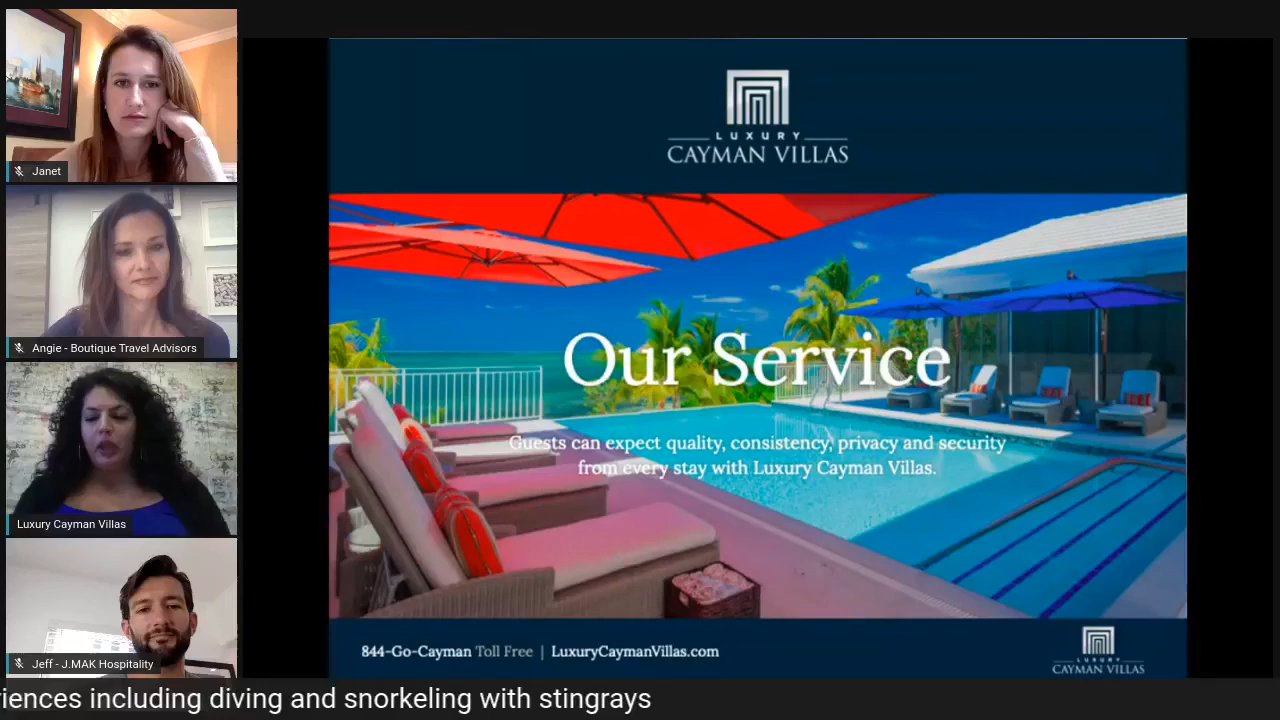 Janet
Angie - Boutique Travel Advisors
Luxury Cayman Villas
Jeff - J.MAK Hospitality
LUXURY
CAYMAN VILLAS
Our Service
Guests can expect quality, consistency, privacy and security
from every stay with Luxury Cayman Villas.
844-Go-Cayman Toll Free | LuxuryCaymanVillas.com
LUXURY
CAYMAN VILLAS
riences including diving and snorkeling with stingrays